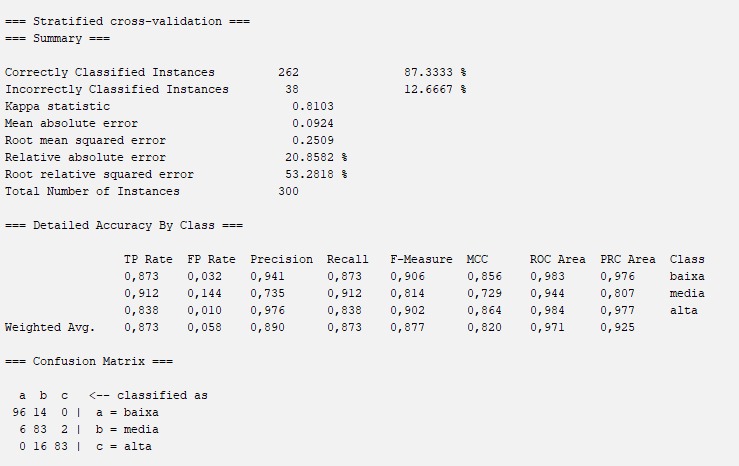 === Stratified cross-validation ===
=== Summary ===
Correctly Classified Instances 262 87.3333 %
Incorrectly Classified Instances 38 12.6667 %
Kappa statistic 0.8103
Mean absolute error 0.0924
Root mean squared error 0.2509
Relative absolute error 20.8582 %
Root relative squared error 53.2818 %
Total Number of Instances 300
=== Detailed Accuracy By Class ===
TP Rate FP Rate Precision Recall F-Measure MCC ROC Area PRC Area Class
0,873 0,032 0,941 0,873 0,906 0,856 0,983 0,976 baixa
0,912 0,144 0,735 0,912 0,814 0,729 0,944 0,807 media
0,838 0,010 0,976 0,838 0,902 0,864 0,984 0,977 alta
Weighted Avg. 0,873 0,058 0,890 0,873 0,877 0,820 0,971 0,925
=== Confusion Matrix ===
a b c <-- classified as
96 14 0 | a = baixa
6 83 2 | b = media
0 16 83 | c = alta